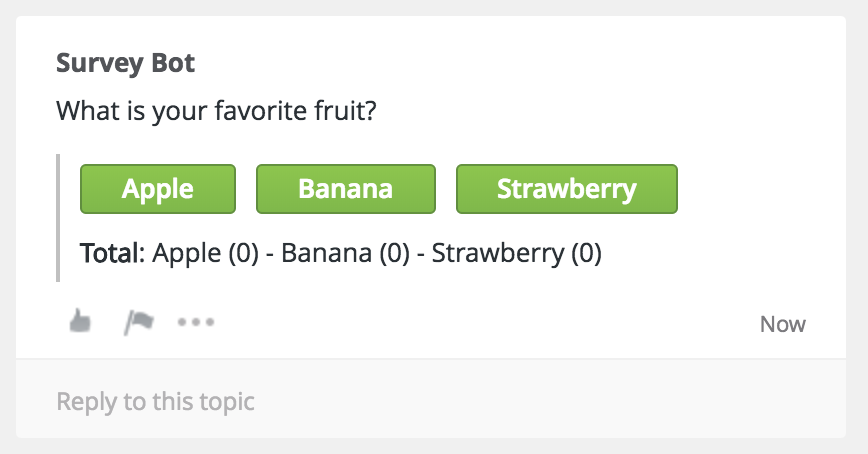 Survey Bot
What is your favorite fruit?
Apple Banana Strawberry
Total: Apple (0) - Banana (0) - Strawberry (0)
Now
Reply to this topic